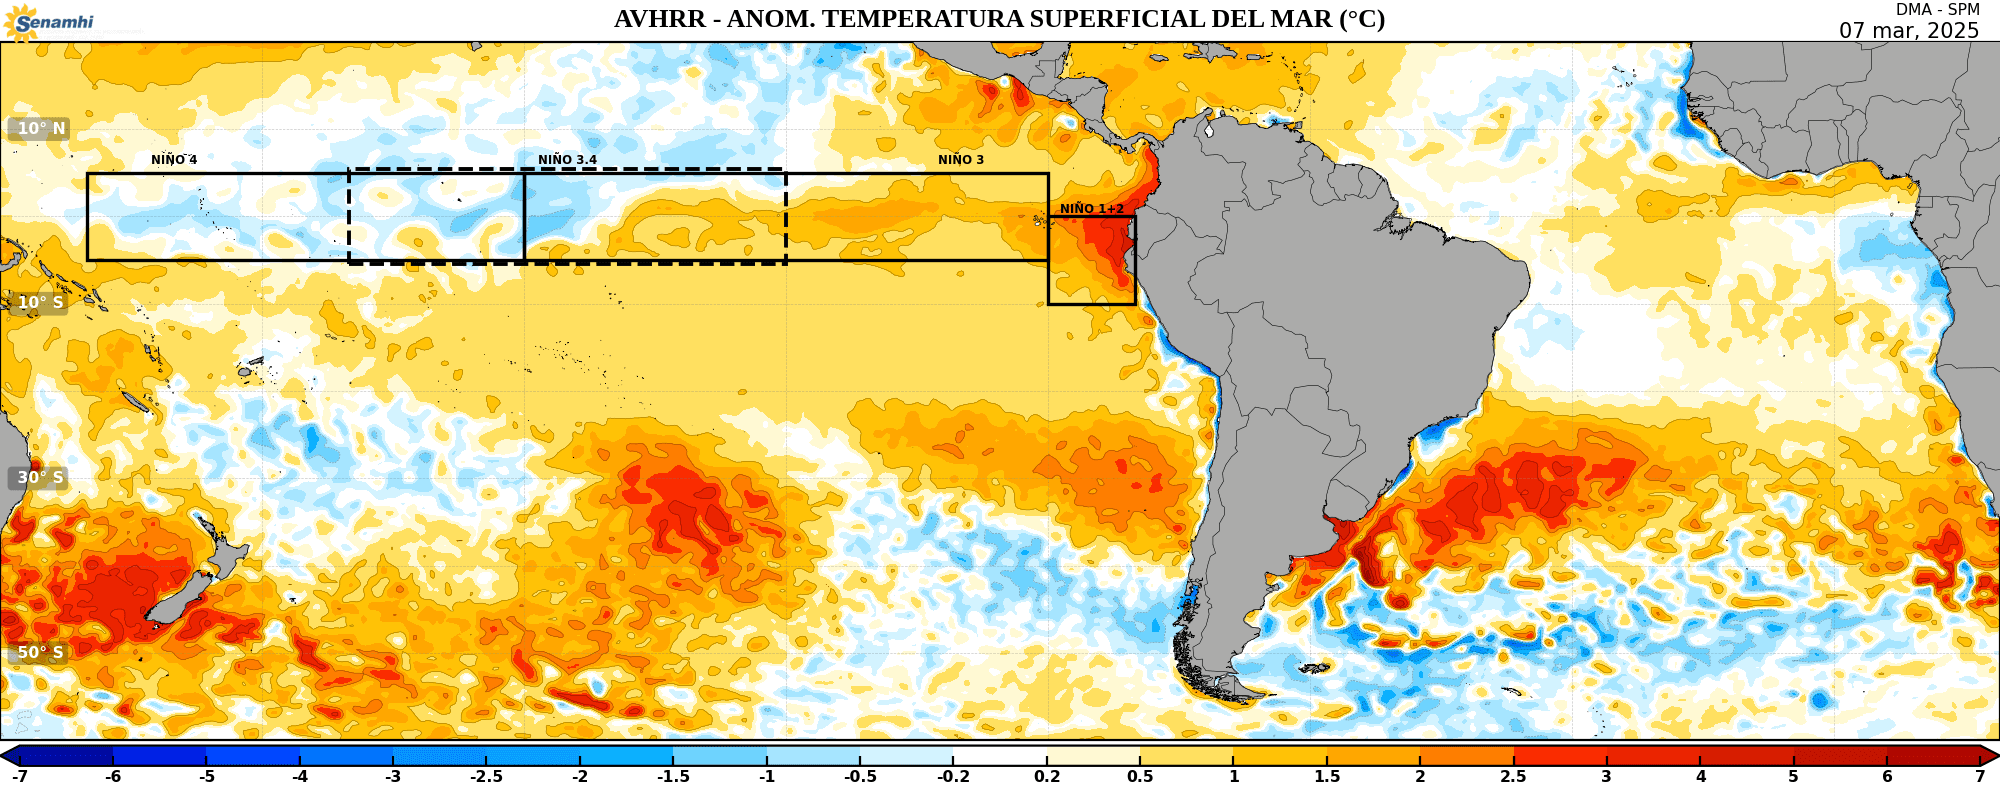 Senamhi
AVHRR - ANOM. TEMPERATURA SUPERFICIAL DEL MAR (°C)
DMA - SPM
07 mar, 2025
10° N
NIÑO 4
NIÑO 3.4
NIÑO 3
NIÑO 1+2
10° S
30° S
50° S
-7 -6 -5 -4 -3 -2.5 -2 -1.5 -1 -0.5 -0.2 0.2 0.5 1 1.5 2 2.5 3 4 5 6 7